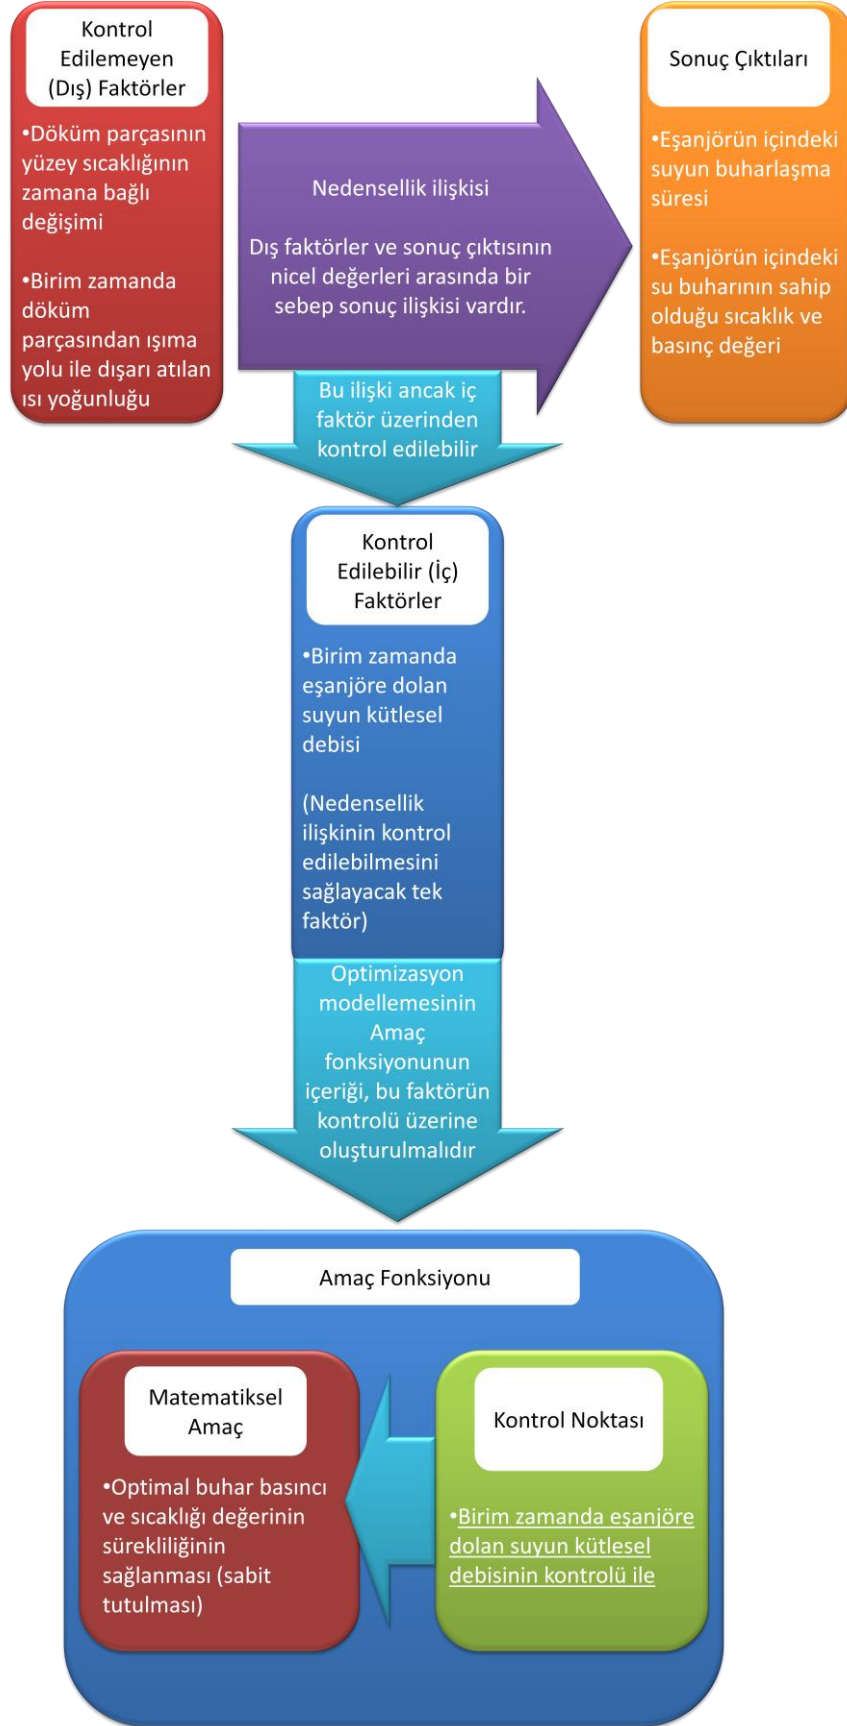 Kontrol
Edilemeyen
(Dış) Faktörler
•Döküm parçasının
yüzey sıcaklığının
zamana bağlı
değişimi
•Birim zamanda
döküm
parçasından ışıma
yolu ile dışarı atılan
ısı yoğunluğu
Nedensellik ilişkisi
Dış faktörler ve sonuç çıktısının
nicel değerleri arasında bir
sebep sonuç ilişkisi vardır.
Sonuç Çıktıları
•Eşanjörün içindeki
suyun buharlaşma
süresi
•Eşanjörün içindeki
su buharının sahip
olduğu sıcaklık ve
basınç değeri
Bu ilişki ancak iç
faktör üzerinden
kontrol edilebilir
Kontrol
Edilebilir (İç)
Faktörler
•Birim zamanda
eşanjöre dolan
suyun kütlesel
debisi
(Nedensellik
ilişkinin kontrol
edilebilmesini
sağlayacak tek
faktör)
Optimizasyon
modellemesinin
Amaç
fonksiyonunun
içeriği, bu faktörün
kontrolü üzerine
oluşturulmalıdır
Amaç Fonksiyonu
Matematiksel
Amaç
•Optimal buhar basıncı
ve sıcaklığı değerinin
sürekliliğinin
sağlanması (sabit
tutulması)
Kontrol Noktası
•Birim zamanda eşanjöre
dolan suyun kütlesel
debisinin kontrolü ile